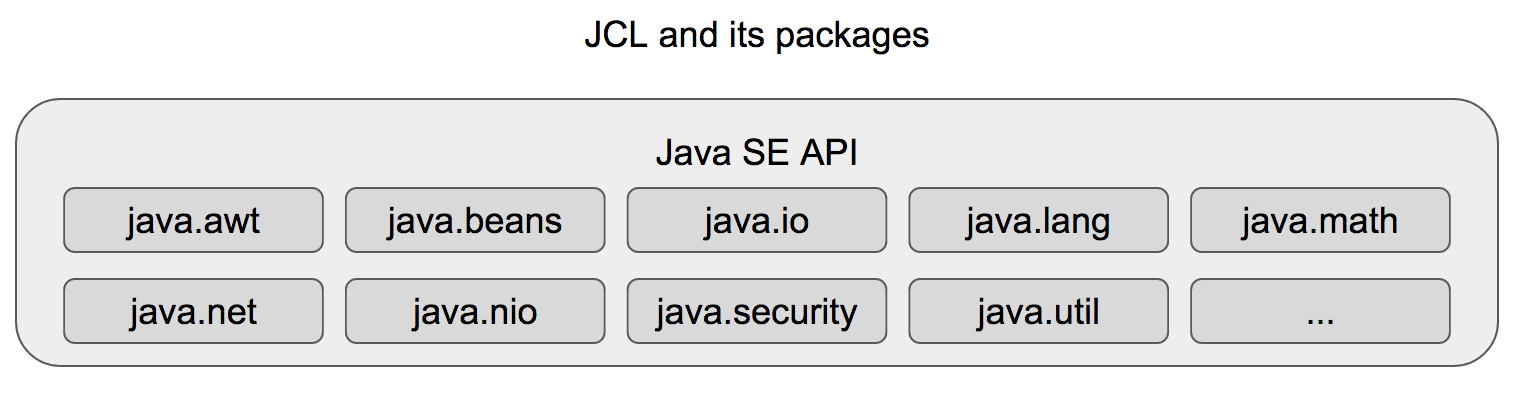 JCL and its packages
Java SE API
java.awt java.beans java.io java.lang java.math
java.net java.nio java.security java.util ...